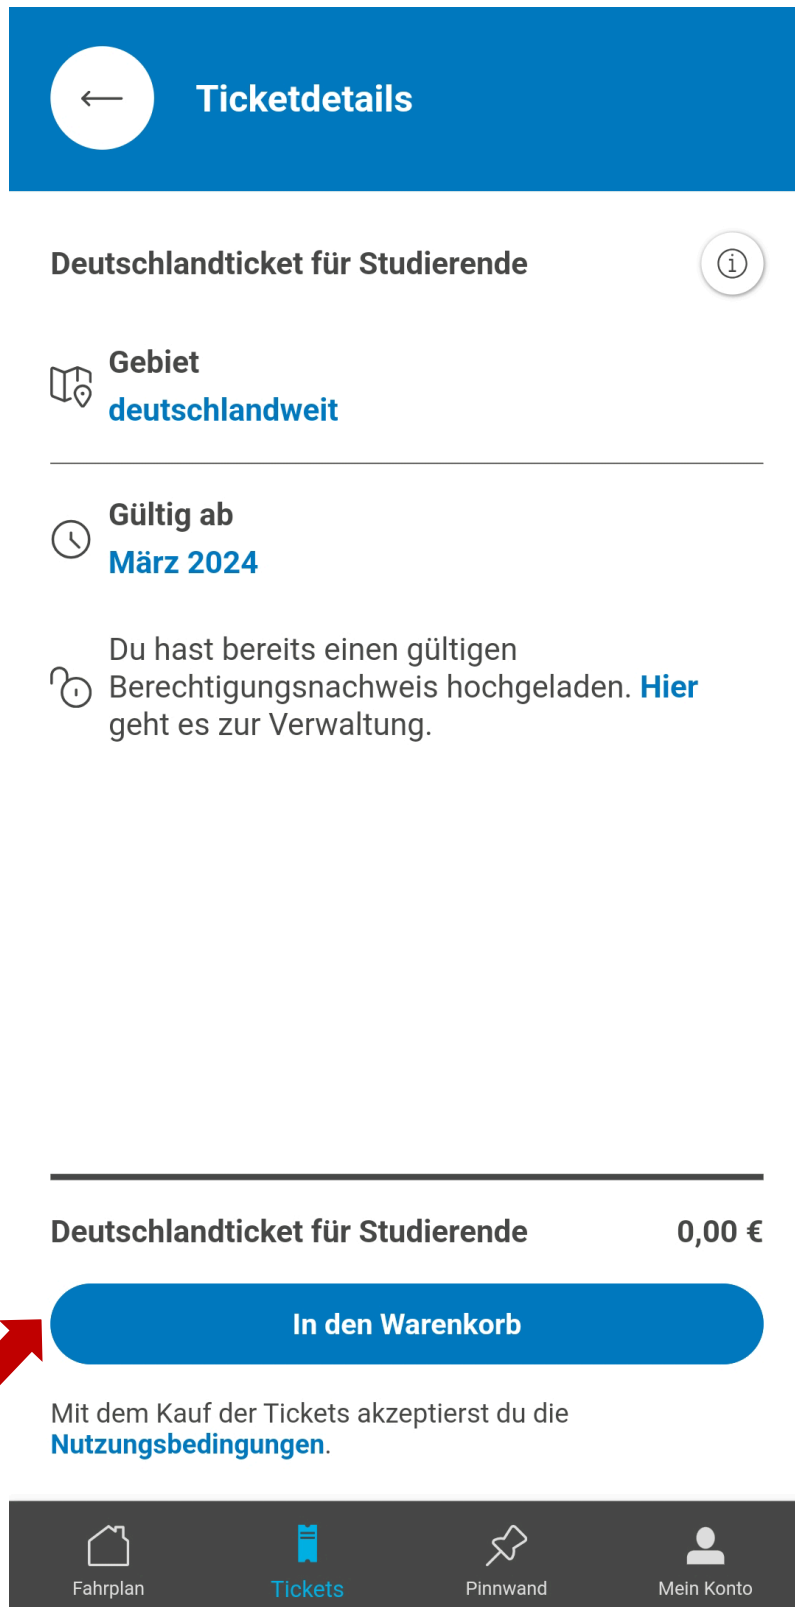 Ticketdetails
Deutschlandticket für Studierende
Gebiet
deutschlandweit
Gültig ab
März 2024
Du hast bereits einen gültigen
Berechtigungsnachweis hochgeladen. Hier
geht es zur Verwaltung.
Deutschlandticket für Studierende 0,00 €
In den Warenkorb
Mit dem Kauf der Tickets akzeptierst du die
Nutzungsbedingungen.
Fahrplan Tickets Pinnwand Mein Konto